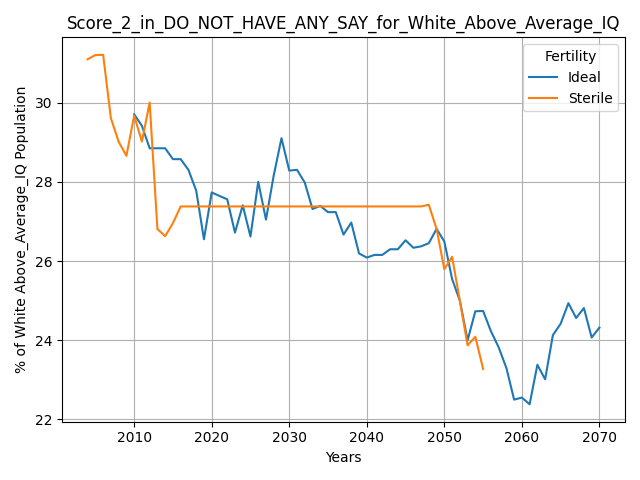 Score_2_in_DO_NOT_HAVE_ANY_SAY_for_White_Above_Average_IQ
% of White Above_Average_IQ Population
30
28
26
24
22
Fertility
Ideal
Sterile
2010
2020
2030
2040
2050
2060
2070
Years